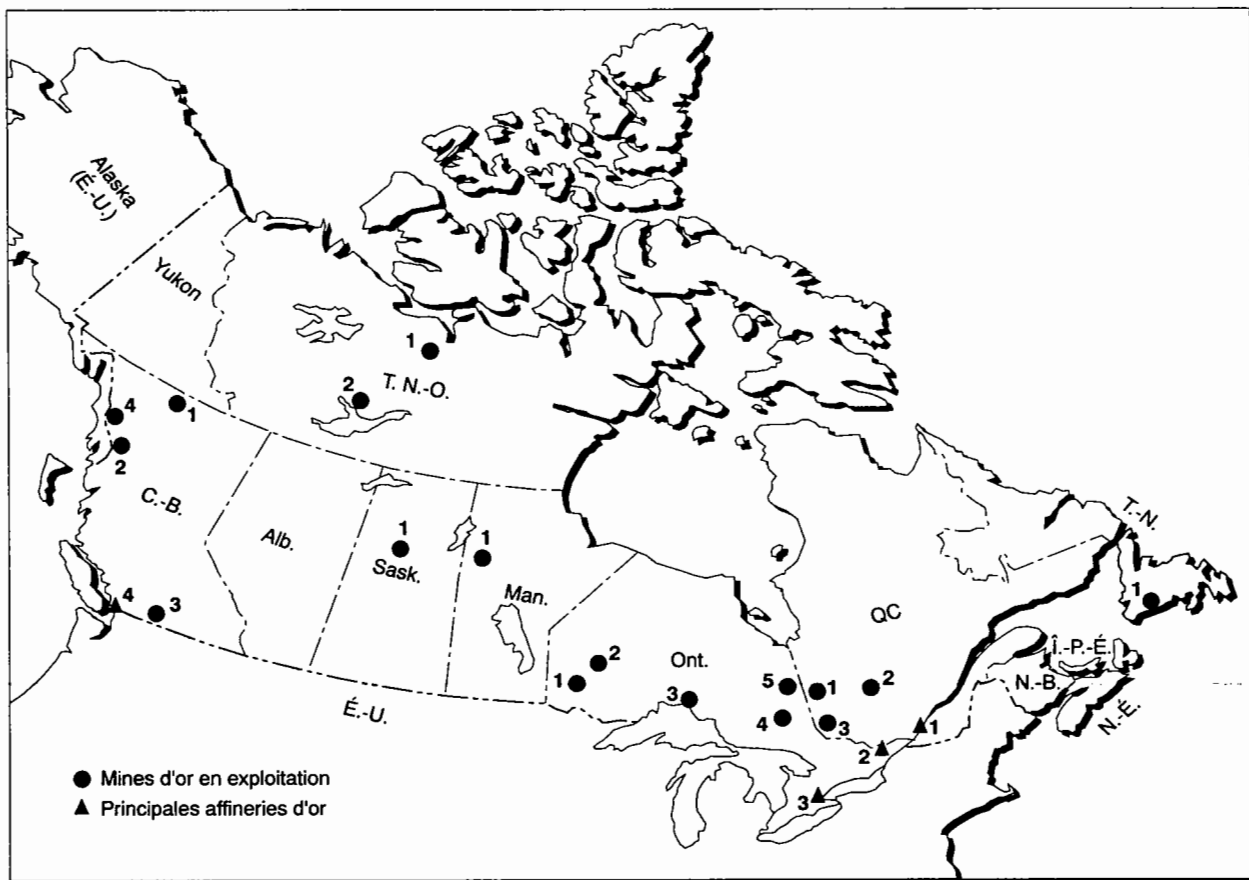 Alaska
(É.-U.)
Yukon
1
T. N.-O.
2
4
1
2
C.-B.
Alb.
1
Sask.
1
Man.
T.-N.
1
4
3
QC
Î.-P.-É.
N.-B.
N.-É.
2
1
Ont.
3
5
1
2
4
3
1
2
3
É.-U.
Mines d'or en exploitation
Principales affineries d'or